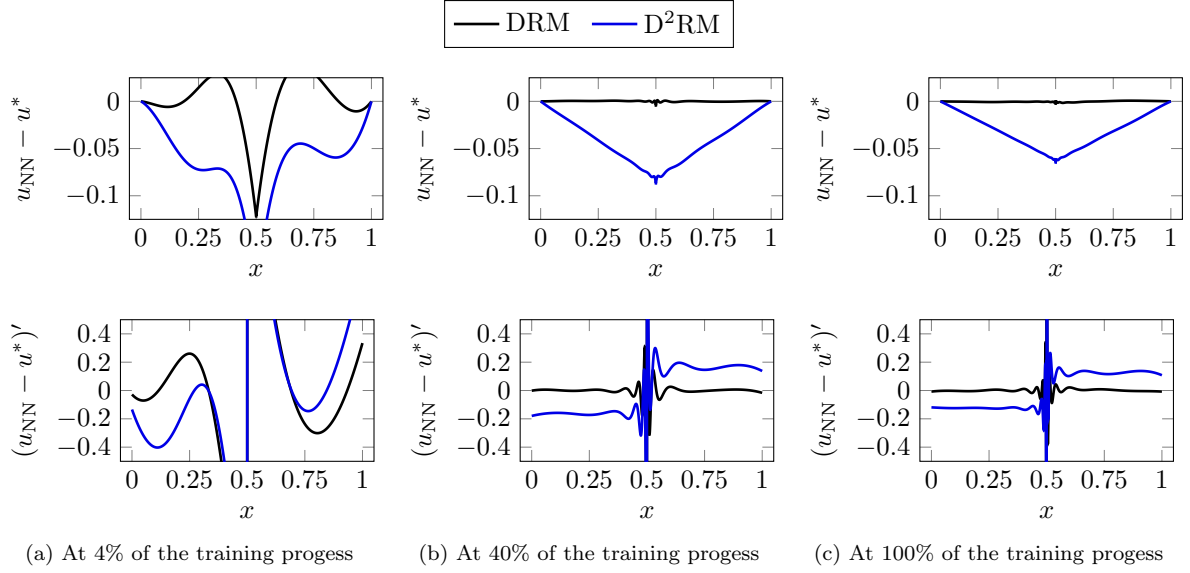 DRM D²RM
u_NN − u* 0 −0.05 −0.1 0 0.25 0.5 0.75 1 x
u_NN − u* 0 −0.05 −0.1 0 0.25 0.5 0.75 1 x
u_NN − u* 0 −0.05 −0.1 0 0.25 0.5 0.75 1 x
(u_NN − u*)′ 0.4 0.2 0 −0.2 −0.4 0 0.25 0.5 0.75 1 x
(u_NN − u*)′ 0.4 0.2 0 −0.2 −0.4 0 0.25 0.5 0.75 1 x
(u_NN − u*)′ 0.4 0.2 0 −0.2 −0.4 0 0.25 0.5 0.75 1 x
(a) At 4% of the training progess
(b) At 40% of the training progess
(c) At 100% of the training progess